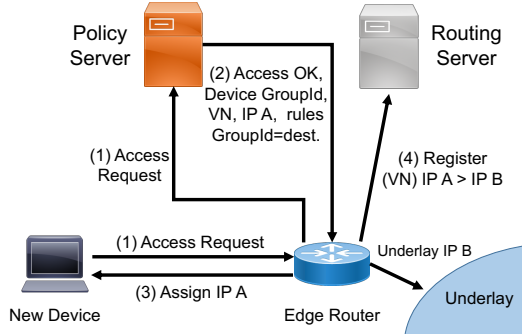 Policy
Server
Routing
Server
(2) Access OK,
Device GroupId,
VN, IP A, rules
GroupId=dest.
(1) Access
Request
(4) Register
(VN) IP A > IP B
(1) Access Request
Underlay IP B
(3) Assign IP A
Underlay
New Device
Edge Router